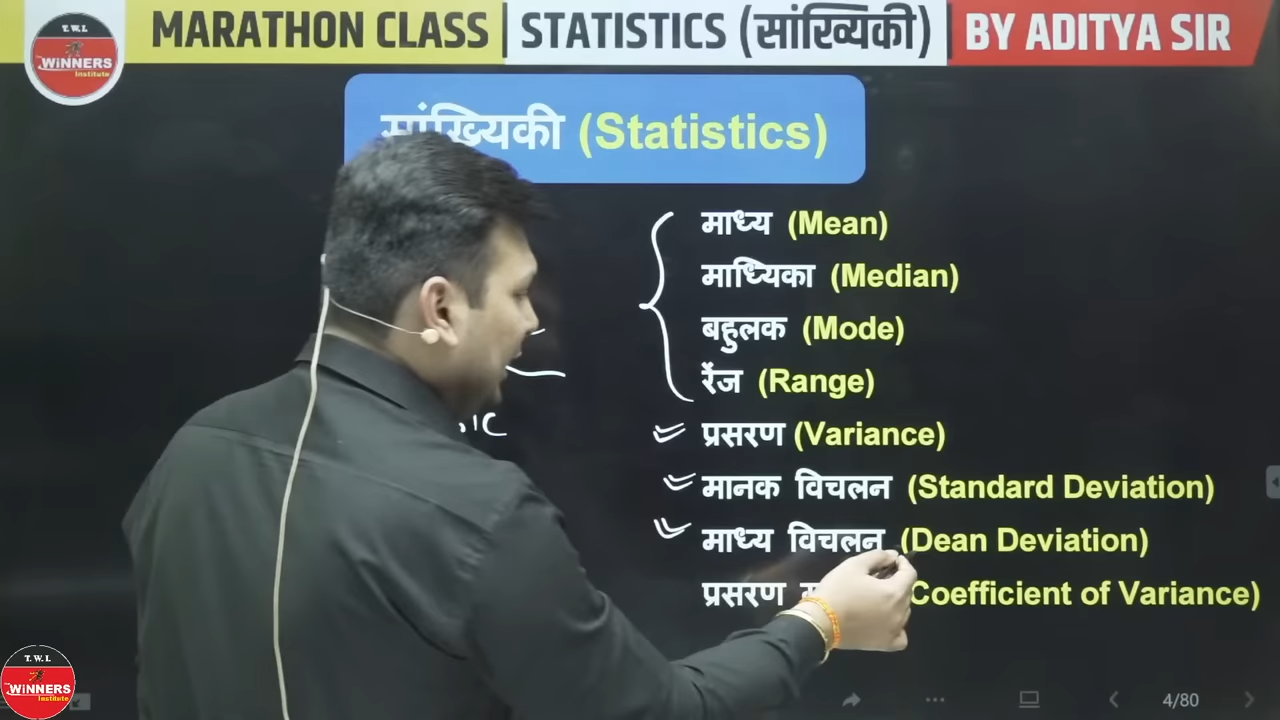 MARATHON CLASS STATISTICS (सांख्यिकी) BY ADITYA SIR
T.W.I.
WiNNERS
Institute
सांख्यिकी (Statistics)
माध्य (Mean)
माध्यिका (Median)
बहुलक (Mode)
रेंज (Range)
प्रसरण (Variance)
मानक विचलन (Standard Deviation)
माध्य विचलन (Dean Deviation)
प्रसरण Coefficient of Variance)
T.W.I.
WiNNERS
Institute
4/80